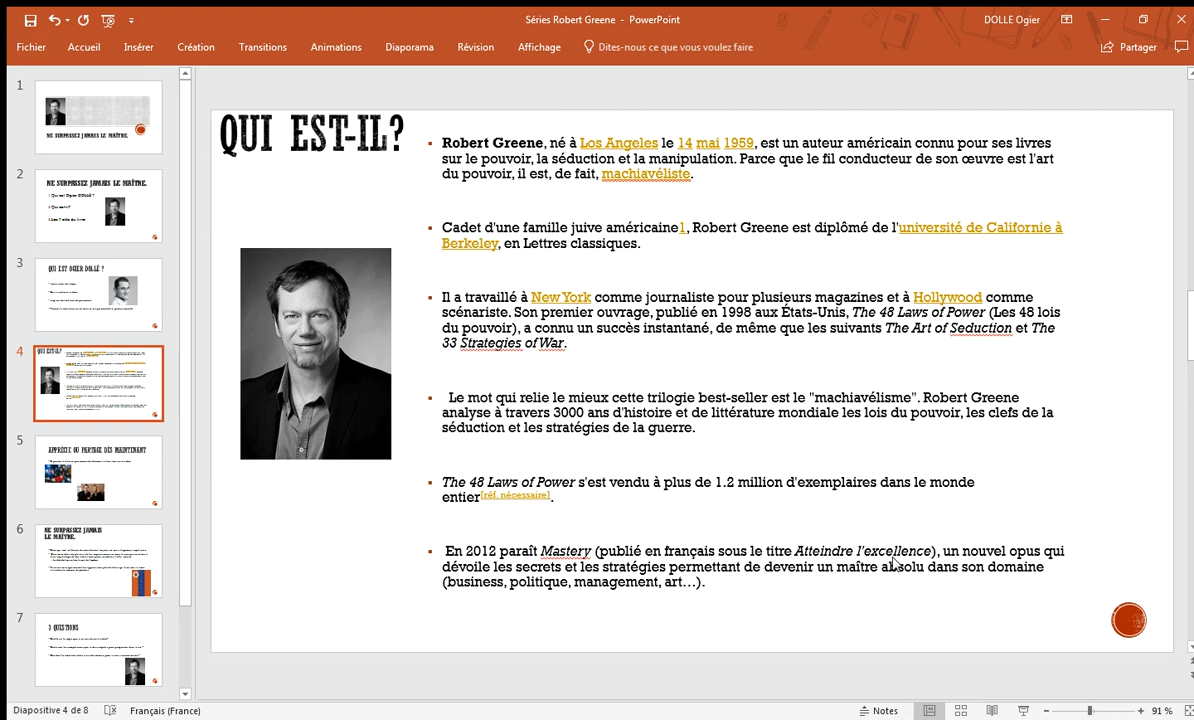 Séries Robert Greene - PowerPoint
DOLLE Ogier
Fichier Accueil Insérer Création Transitions Animations Diaporama Révision Affichage Dites-nous ce que vous voulez faire Partager
1
NE SURPASSEZ JAMAIS LE MAÎTRE.
2
NE SURPASSEZ JAMAIS LE MAÎTRE.
3
QUI EST OGIER DOLLÉ ?
4
QUI EST-IL?
5
APPRÉCIE OU PARTAGE DÈS MAINTENANT
6
NE SURPASSEZ JAMAIS
LE MAÎTRE.
7
3 QUESTIONS
QUI EST-IL?
Robert Greene, né à Los Angeles le 14 mai 1959, est un auteur américain connu pour ses livres
sur le pouvoir, la séduction et la manipulation. Parce que le fil conducteur de son œuvre est l'art
du pouvoir, il est, de fait, machiavéliste.
Cadet d'une famille juive américaine1, Robert Greene est diplômé de l'université de Californie à
Berkeley, en Lettres classiques.
Il a travaillé à New York comme journaliste pour plusieurs magazines et à Hollywood comme
scénariste. Son premier ouvrage, publié en 1998 aux États-Unis, The 48 Laws of Power (Les 48 lois
du pouvoir), a connu un succès instantané, de même que les suivants The Art of Seduction et The
33 Strategies of War.
Le mot qui relie le mieux cette trilogie best-seller est le "machiavélisme". Robert Greene
analyse à travers 3000 ans d'histoire et de littérature mondiale les lois du pouvoir, les clefs de la
séduction et les stratégies de la guerre.
The 48 Laws of Power s'est vendu à plus de 1.2 million d'exemplaires dans le monde
entier[réf. nécessaire].
En 2012 paraît Mastery (publié en français sous le titre Atteindre l'excellence), un nouvel opus qui
dévoile les secrets et les stratégies permettant de devenir un maître absolu dans son domaine
(business, politique, management, art…).
Diapositive 4 de 8 Français (France) Notes 91 %